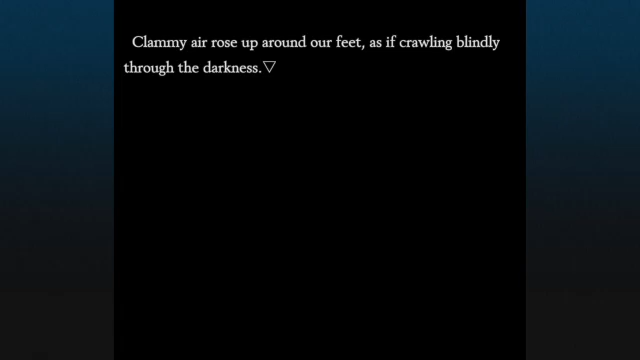 Clammy air rose up around our feet, as if crawling blindly
through the darkness.▽